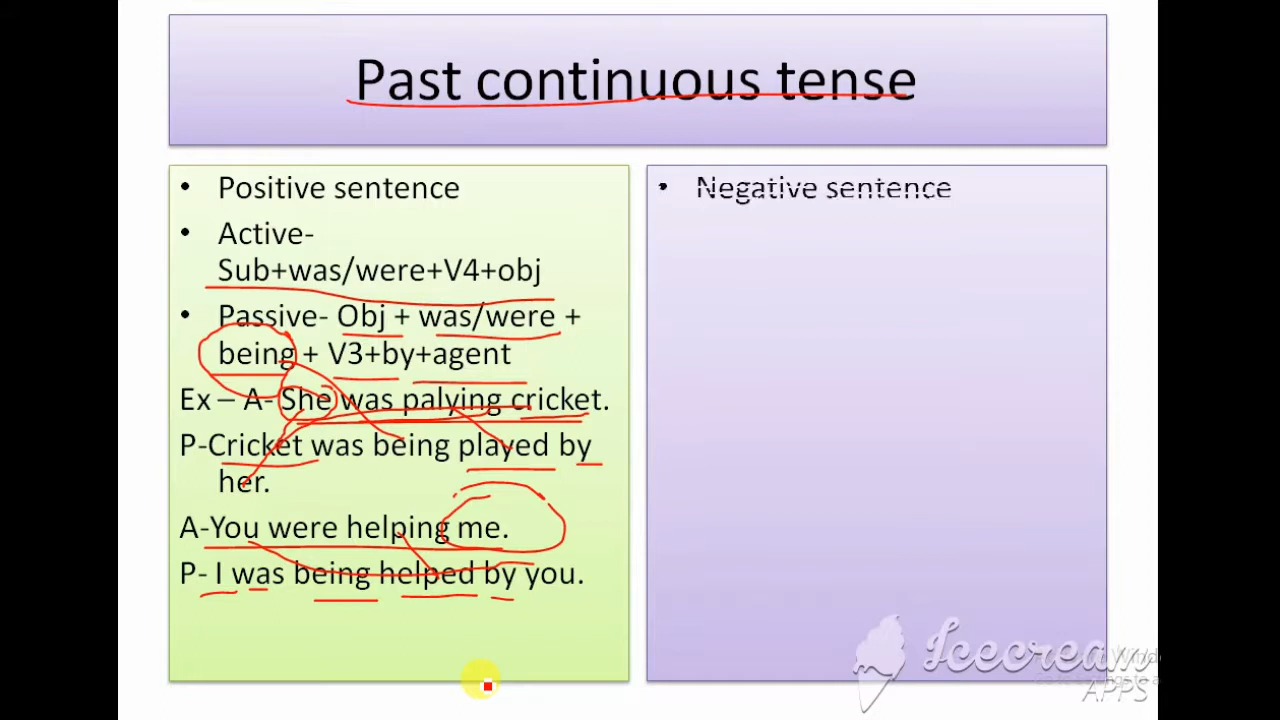 Past continuous tense
• Positive sentence
• Active-
Sub+was/were+V4+obj
• Passive- Obj + was/were +
being + V3+by+agent
Ex – A- She was palying cricket.
P-Cricket was being played by
her.
A-You were helping me.
P- I was being helped by you.
• Negative sentence
Icecream
APPS